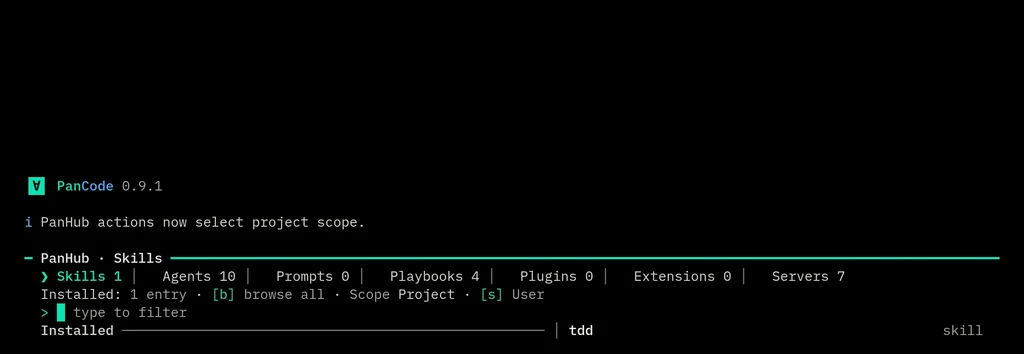 ∀ PanCode 0.9.1
i PanHub actions now select project scope.
PanHub · Skills
❯ Skills 1 │ Agents 10 │ Prompts 0 │ Playbooks 4 │ Plugins 0 │ Extensions 0 │ Servers 7
Installed: 1 entry · [b] browse all · Scope Project · [s] User
> type to filter
Installed │ tdd skill